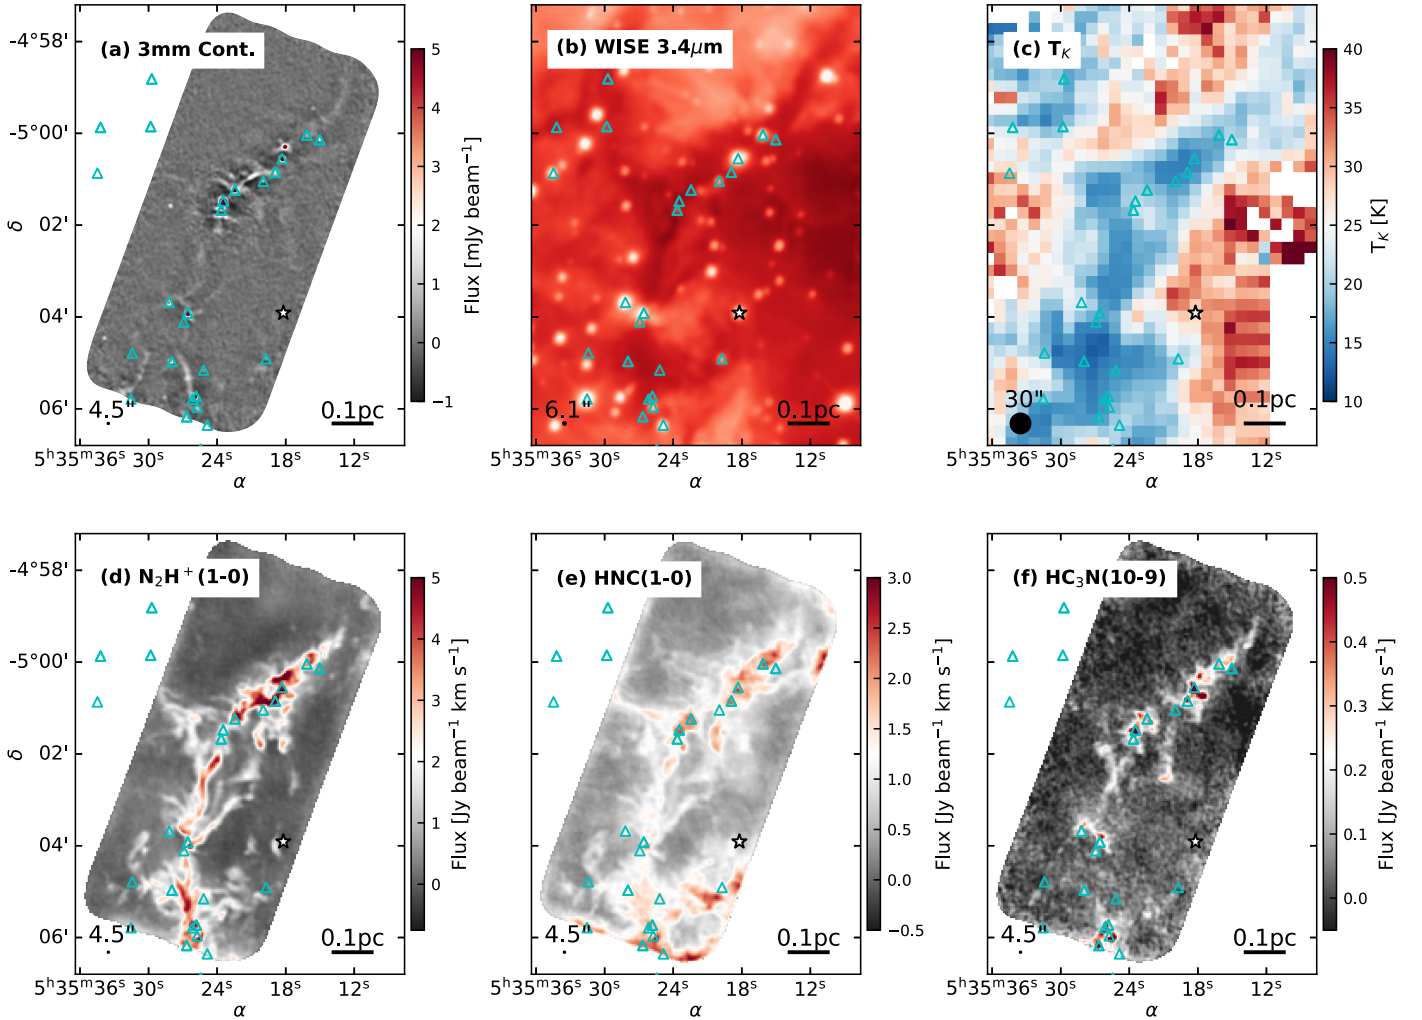 (a) 3mm Cont.
-4°58'
-5°00'
02'
04'
06'
δ
4.5"
0.1pc
5ʰ35ᵐ36ˢ 30ˢ 24ˢ 18ˢ 12ˢ
α
5
4
3
2
1
0
−1
Flux [mJy beam⁻¹]
(b) WISE 3.4μm
6.1"
0.1pc
5ʰ35ᵐ36ˢ 30ˢ 24ˢ 18ˢ 12ˢ
α
(c) T_K
30"
0.1pc
5ʰ35ᵐ36ˢ 30ˢ 24ˢ 18ˢ 12ˢ
α
40
35
30
25
20
15
10
T_K [K]
(d) N₂H⁺(1-0)
-4°58'
-5°00'
02'
04'
06'
δ
4.5"
0.1pc
5ʰ35ᵐ36ˢ 30ˢ 24ˢ 18ˢ 12ˢ
α
5
4
3
2
1
0
Flux [Jy beam⁻¹ km s⁻¹]
(e) HNC(1-0)
4.5"
0.1pc
5ʰ35ᵐ36ˢ 30ˢ 24ˢ 18ˢ 12ˢ
α
3.0
2.5
2.0
1.5
1.0
0.5
0.0
−0.5
Flux [Jy beam⁻¹ km s⁻¹]
(f) HC₃N(10-9)
4.5"
0.1pc
5ʰ35ᵐ36ˢ 30ˢ 24ˢ 18ˢ 12ˢ
α
0.5
0.4
0.3
0.2
0.1
0.0
Flux [Jy beam⁻¹ km s⁻¹]